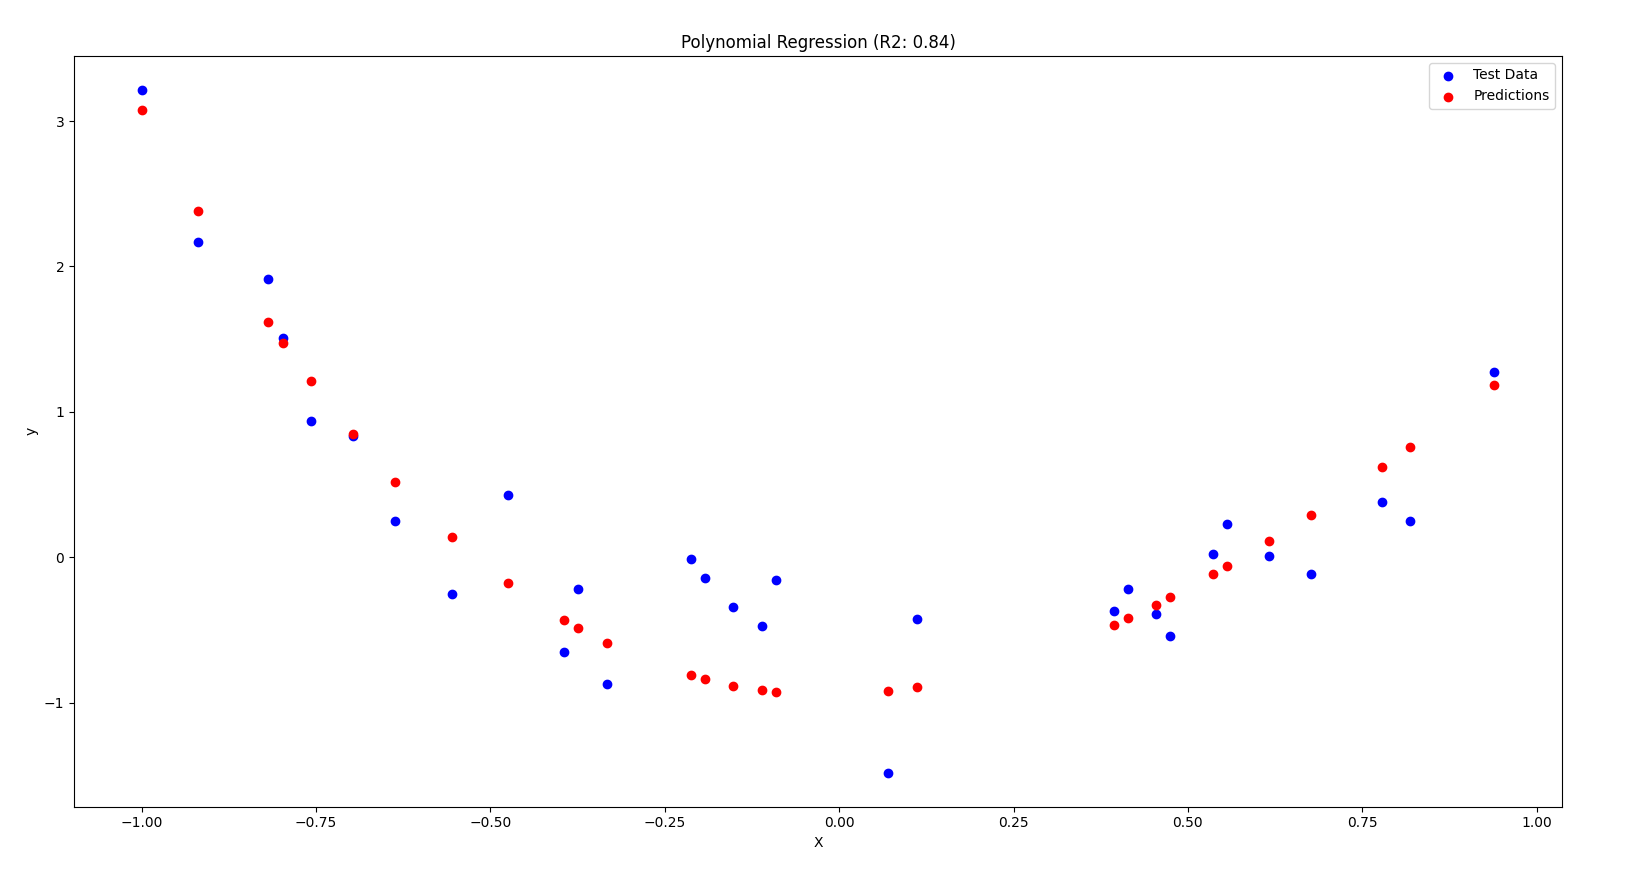 Polynomial Regression (R2: 0.84)
Test Data
Predictions
3
2
1
0
−1
y
−1.00 −0.75 −0.50 −0.25 0.00 0.25 0.50 0.75 1.00
X